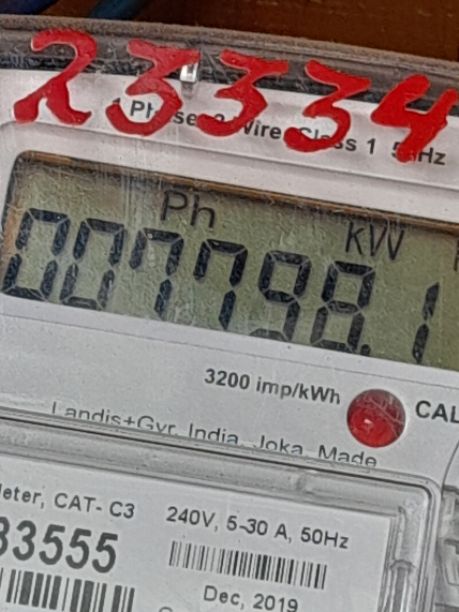 23334
1 Phase 2 Wire Class 1 50Hz
Ph kW
007798.1
3200 imp/kWh CAL
Landis+Gyr, India, Joka, Made
eter, CAT- C3
33555
240V, 5-30 A, 50Hz
Dec, 2019